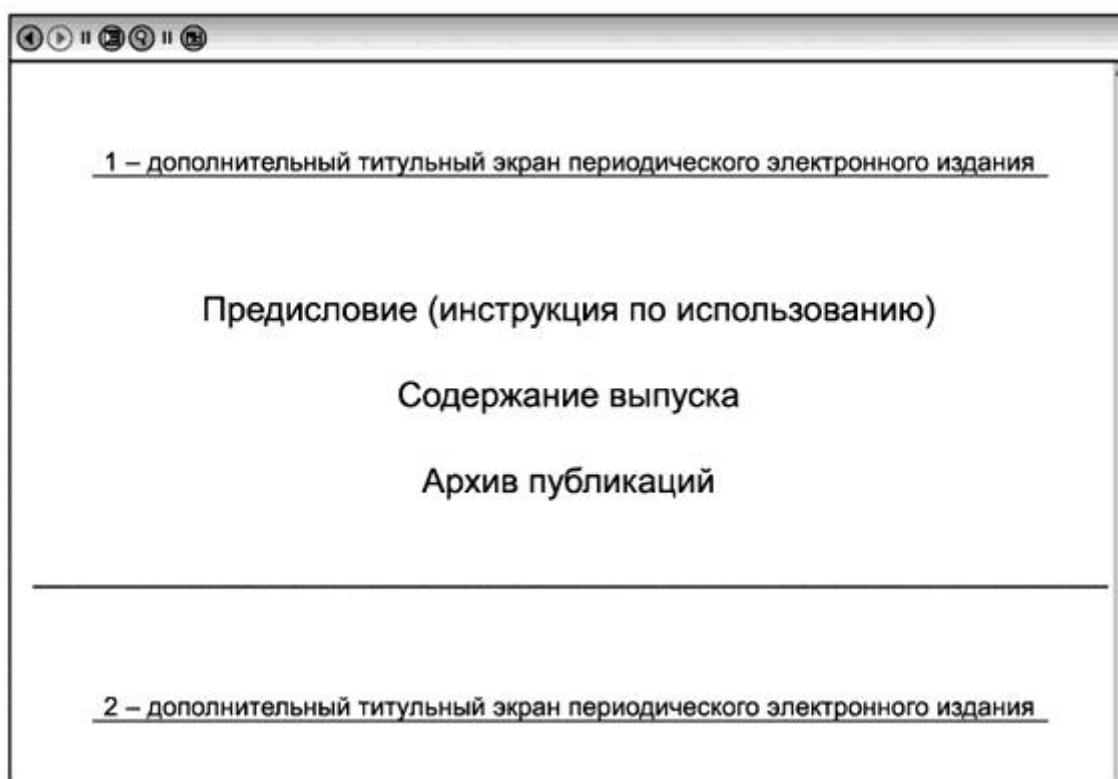 1 – дополнительный титульный экран периодического электронного издания
Предисловие (инструкция по использованию)
Содержание выпуска
Архив публикаций
2 – дополнительный титульный экран периодического электронного издания